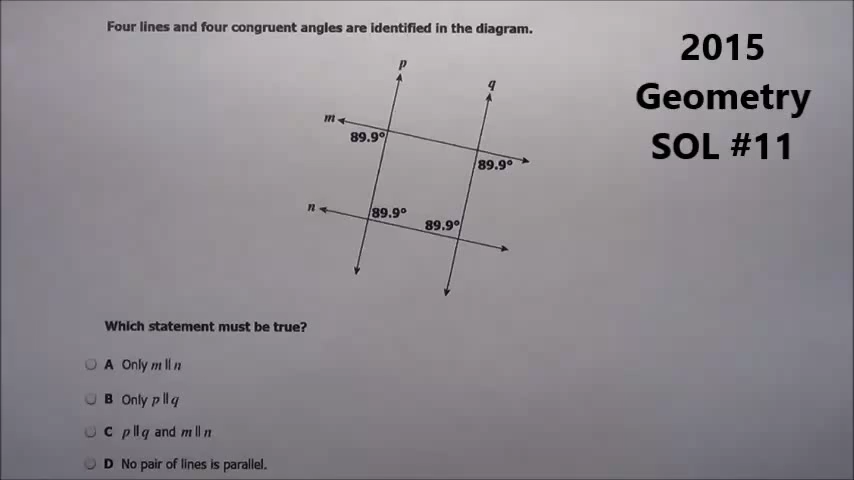 Four lines and four congruent angles are identified in the diagram.
2015
Geometry
SOL #11
p
q
m
89.9°
89.9°
n
89.9°
89.9°
Which statement must be true?
A Only m || n
B Only p || q
C p || q and m || n
D No pair of lines is parallel.